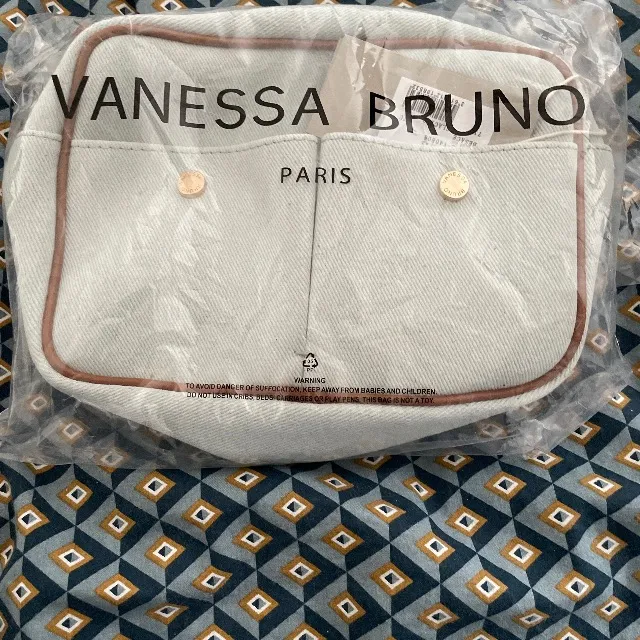 VANESSA BRUNO
PARIS
WARNING
TO AVOID DANGER OF SUFFOCATION, KEEP AWAY FROM BABIES AND CHILDREN.
DO NOT USE IN CRIBS, BEDS, CARRIAGES OR PLAY PENS. THIS BAG IS NOT A TOY.